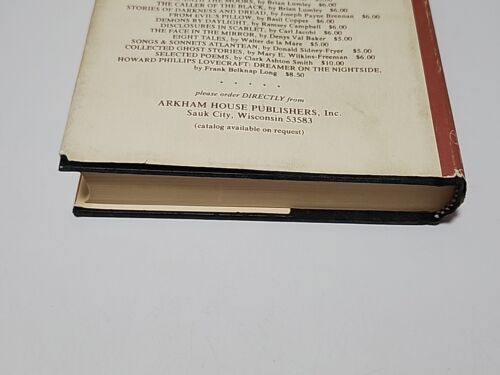 BENEATH THE MOORS, by Brian Lumley
THE CALLER OF THE BLACK, by Brian Lumley $6.00
STORIES OF DARKNESS AND DREAD, by Joseph Payne Brennan $6.00
FROM EVIL'S PILLOW, by Basil Copper $6.00
DEMONS BY DAYLIGHT, by Ramsey Campbell $6.00
DISCLOSURES IN SCARLET, by Carl Jacobi $6.00
THE FACE IN THE MIRROR, by Denys Val Baker $5.00
EIGHT TALES, by Walter de la Mare $5.00
SONGS & SONNETS ATLANTEAN, by Donald Sidney-Fryer $5.00
COLLECTED GHOST STORIES, by Mary E. Wilkins-Freeman $6.00
SELECTED POEMS, by Clark Ashton Smith $10.00
HOWARD PHILLIPS LOVECRAFT: DREAMER ON THE NIGHTSIDE,
by Frank Belknap Long $8.50
. . . . .
please order DIRECTLY from
ARKHAM HOUSE PUBLISHERS, Inc.
Sauk City, Wisconsin 53583
(catalog available on request)